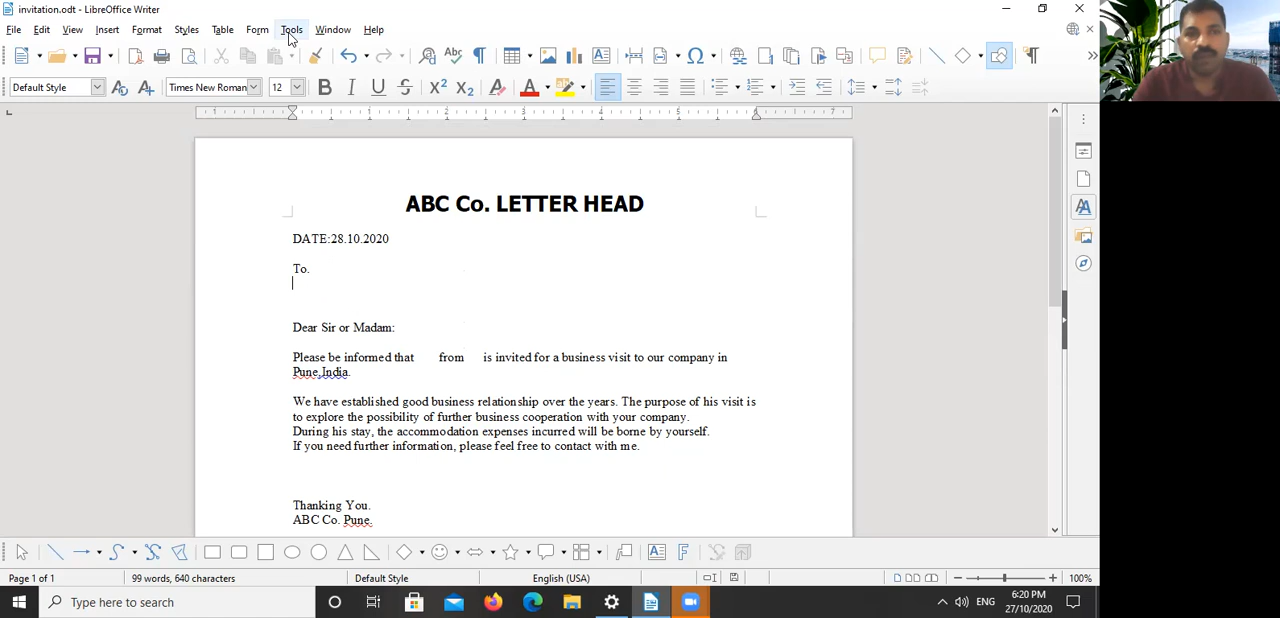 invitation.odt - LibreOffice Writer
File Edit View Insert Format Styles Table Form Tools Window Help
Default Style Times New Roman 12
ABC Co. LETTER HEAD
DATE:28.10.2020
To.
Dear Sir or Madam:
Please be informed that from is invited for a business visit to our company in
Pune,India.
We have established good business relationship over the years. The purpose of his visit is
to explore the possibility of further business cooperation with your company.
During his stay, the accommodation expenses incurred will be borne by yourself.
If you need further information, please feel free to contact with me.
Thanking You.
ABC Co. Pune.
Page 1 of 1 99 words, 640 characters Default Style English (USA) 100%
Type here to search ENG 6:20 PM
27/10/2020